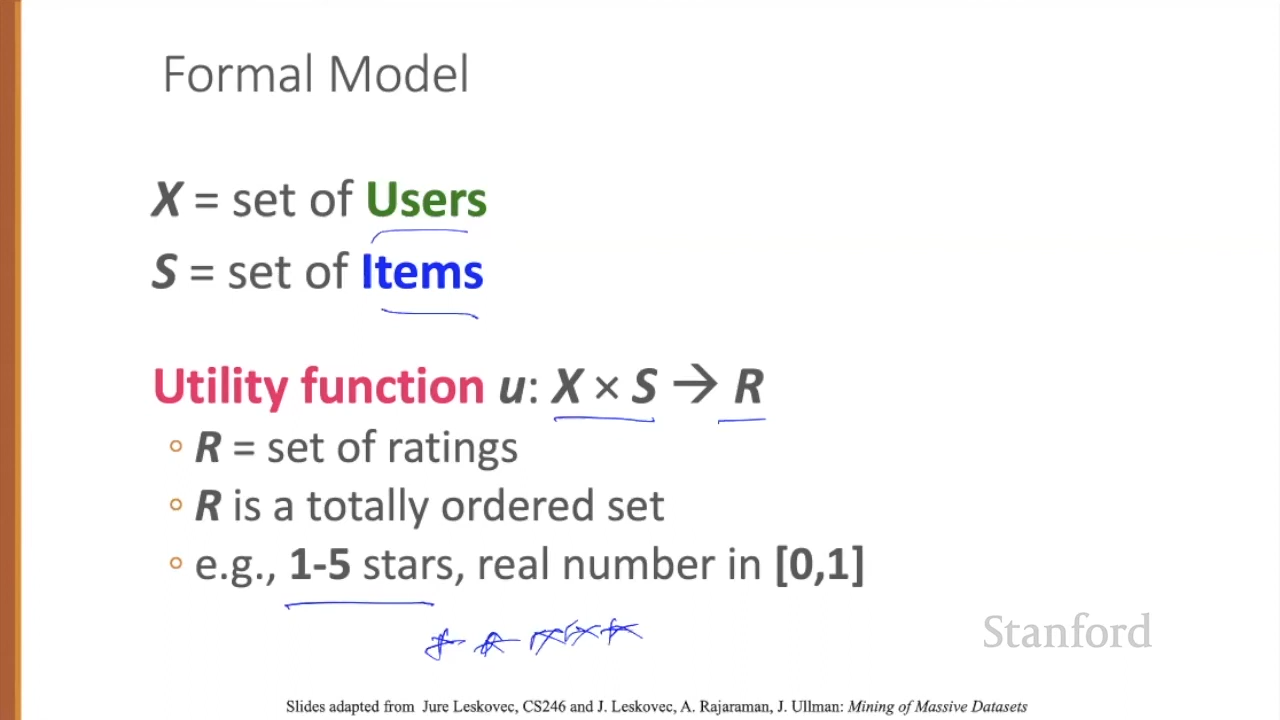 Formal Model
X = set of Users
S = set of Items
Utility function u: X × S → R
◦ R = set of ratings
◦ R is a totally ordered set
◦ e.g., 1-5 stars, real number in [0,1]
Stanford
Slides adapted from Jure Leskovec, CS246 and J. Leskovec, A. Rajaraman, J. Ullman: Mining of Massive Datasets